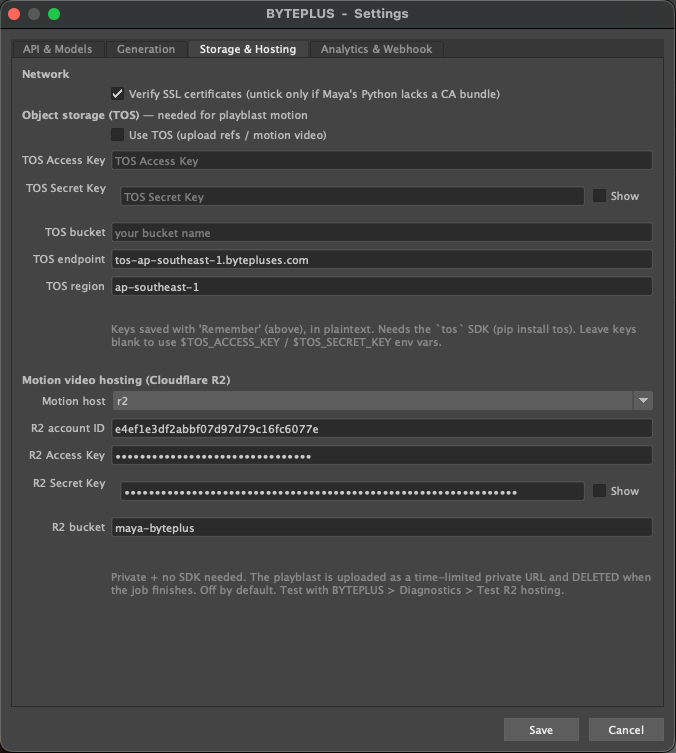 BYTEPLUS - Settings
API & Models
Generation
Storage & Hosting
Analytics & Webhook
Network
Verify SSL certificates (untick only if Maya's Python lacks a CA bundle)
Object storage (TOS) — needed for playblast motion
Use TOS (upload refs / motion video)
TOS Access Key TOS Access Key
TOS Secret Key TOS Secret Key Show
TOS bucket your bucket name
TOS endpoint tos-ap-southeast-1.bytepluses.com
TOS region ap-southeast-1
Keys saved with 'Remember' (above), in plaintext. Needs the `tos` SDK (pip install tos). Leave keys
blank to use $TOS_ACCESS_KEY / $TOS_SECRET_KEY env vars.
Motion video hosting (Cloudflare R2)
Motion host r2
R2 account ID e4ef1e3df2abbf07d97d79c16fc6077e
R2 Access Key ••••••••••••••••••••••••••••••••
R2 Secret Key •••••••••••••••••••••••••••••••••••••••••••••••••••••••••••••••• Show
R2 bucket maya-byteplus
Private + no SDK needed. The playblast is uploaded as a time-limited private URL and DELETED when
the job finishes. Off by default. Test with BYTEPLUS > Diagnostics > Test R2 hosting.
Save
Cancel